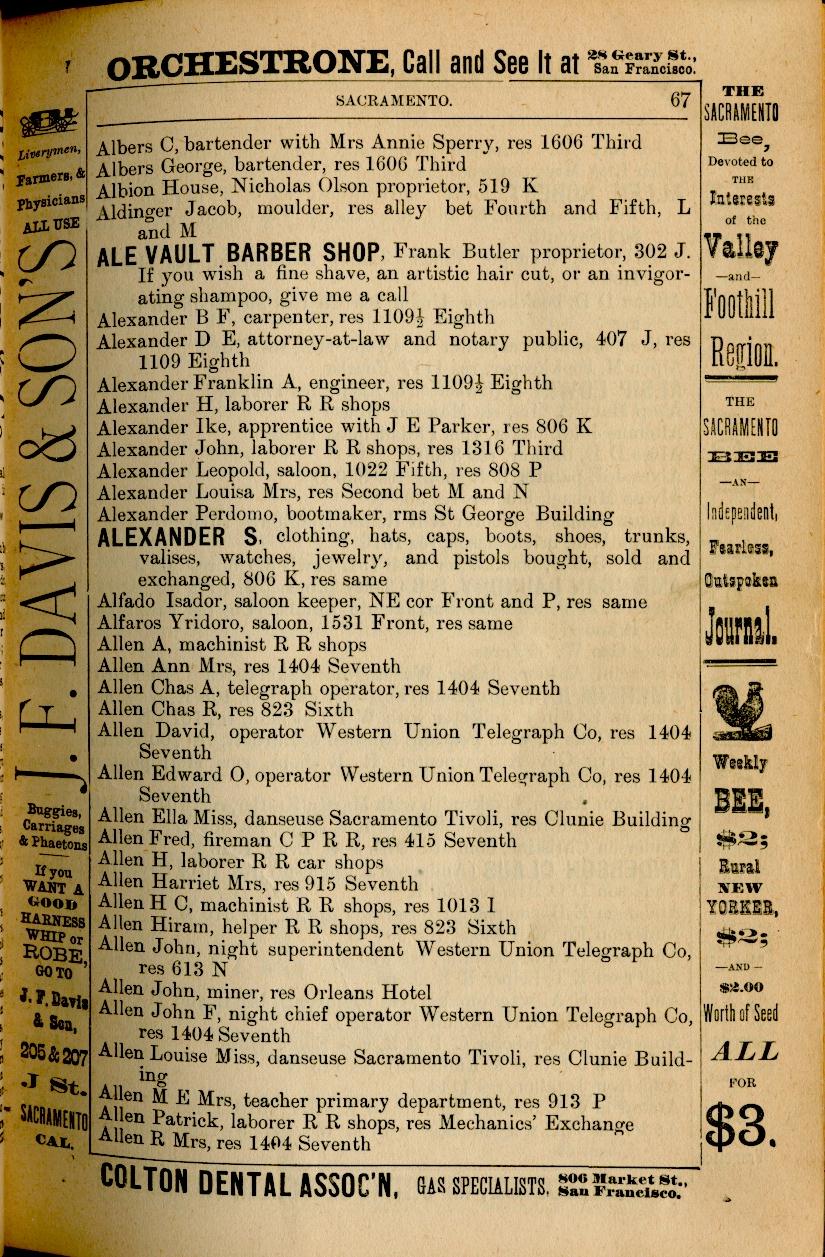 ORCHESTRONE, Call and See It at 28 Geary St., San Francisco.
SACRAMENTO. 67
Albers C, bartender with Mrs Annie Sperry, res 1606 Third
Albers George, bartender, res 1606 Third
Albion House, Nicholas Olson proprietor, 519 K
Aldinger Jacob, moulder, res alley bet Fourth and Fifth, L
and M
ALE VAULT BARBER SHOP, Frank Butler proprietor, 302 J.
If you wish a fine shave, an artistic hair cut, or an invigor-
ating shampoo, give me a call
Alexander B F, carpenter, res 1109½ Eighth
Alexander D E, attorney-at-law and notary public, 407 J, res
1109 Eighth
Alexander Franklin A, engineer, res 1109½ Eighth
Alexander H, laborer R R shops
Alexander Ike, apprentice with J E Parker, res 806 K
Alexander John, laborer R R shops, res 1316 Third
Alexander Leopold, saloon, 1022 Fifth, res 808 P
Alexander Louisa Mrs, res Second bet M and N
Alexander Perdomo, bootmaker, rms St George Building
ALEXANDER S, clothing, hats, caps, boots, shoes, trunks,
valises, watches, jewelry, and pistols bought, sold and
exchanged, 806 K, res same
Alfado Isador, saloon keeper, NE cor Front and P, res same
Alfaros Yridoro, saloon, 1531 Front, res same
Allen A, machinist R R shops
Allen Ann Mrs, res 1404 Seventh
Allen Chas A, telegraph operator, res 1404 Seventh
Allen Chas R, res 823 Sixth
Allen David, operator Western Union Telegraph Co, res 1404
Seventh
Allen Edward O, operator Western Union Telegraph Co, res 1404
Seventh
Allen Ella Miss, danseuse Sacramento Tivoli, res Clunie Building
Allen Fred, fireman C P R R, res 415 Seventh
Allen H, laborer R R car shops
Allen Harriet Mrs, res 915 Seventh
Allen H C, machinist R R shops, res 1013 I
Allen Hiram, helper R R shops, res 823 Sixth
Allen John, night superintendent Western Union Telegraph Co,
res 613 N
Allen John, miner, res Orleans Hotel
Allen John F, night chief operator Western Union Telegraph Co,
res 1404 Seventh
Allen Louise Miss, danseuse Sacramento Tivoli, res Clunie Build-
ing
Allen M E Mrs, teacher primary department, res 913 P
Allen Patrick, laborer R R shops, res Mechanics' Exchange
Allen R Mrs, res 1404 Seventh
COLTON DENTAL ASSOC'N, GAS SPECIALISTS, 806 Market St., San Francisco.
Liverymen,
Farmers, &
Physicians
ALL USE
J. F. DAVIS & SON'S
Buggies,
Carriages
& Phaetons
If you
WANT A
GOOD
HARNESS
WHIP or
ROBE,
GO TO
J. F. Davis
& Son,
205 & 207
J St.
SACRAMENTO
CAL.
THE
SACRAMENTO
Bee,
Devoted to
THE
Interests
of the
Valley
—and—
Foothill
Region.
THE
SACRAMENTO
BEE
—AN—
Independent,
Fearless,
Outspoken
Journal.
Weekly
BEE,
$2;
Rural
NEW
YORKER,
$2;
—AND—
$2.00
Worth of Seed
ALL
FOR
$3.